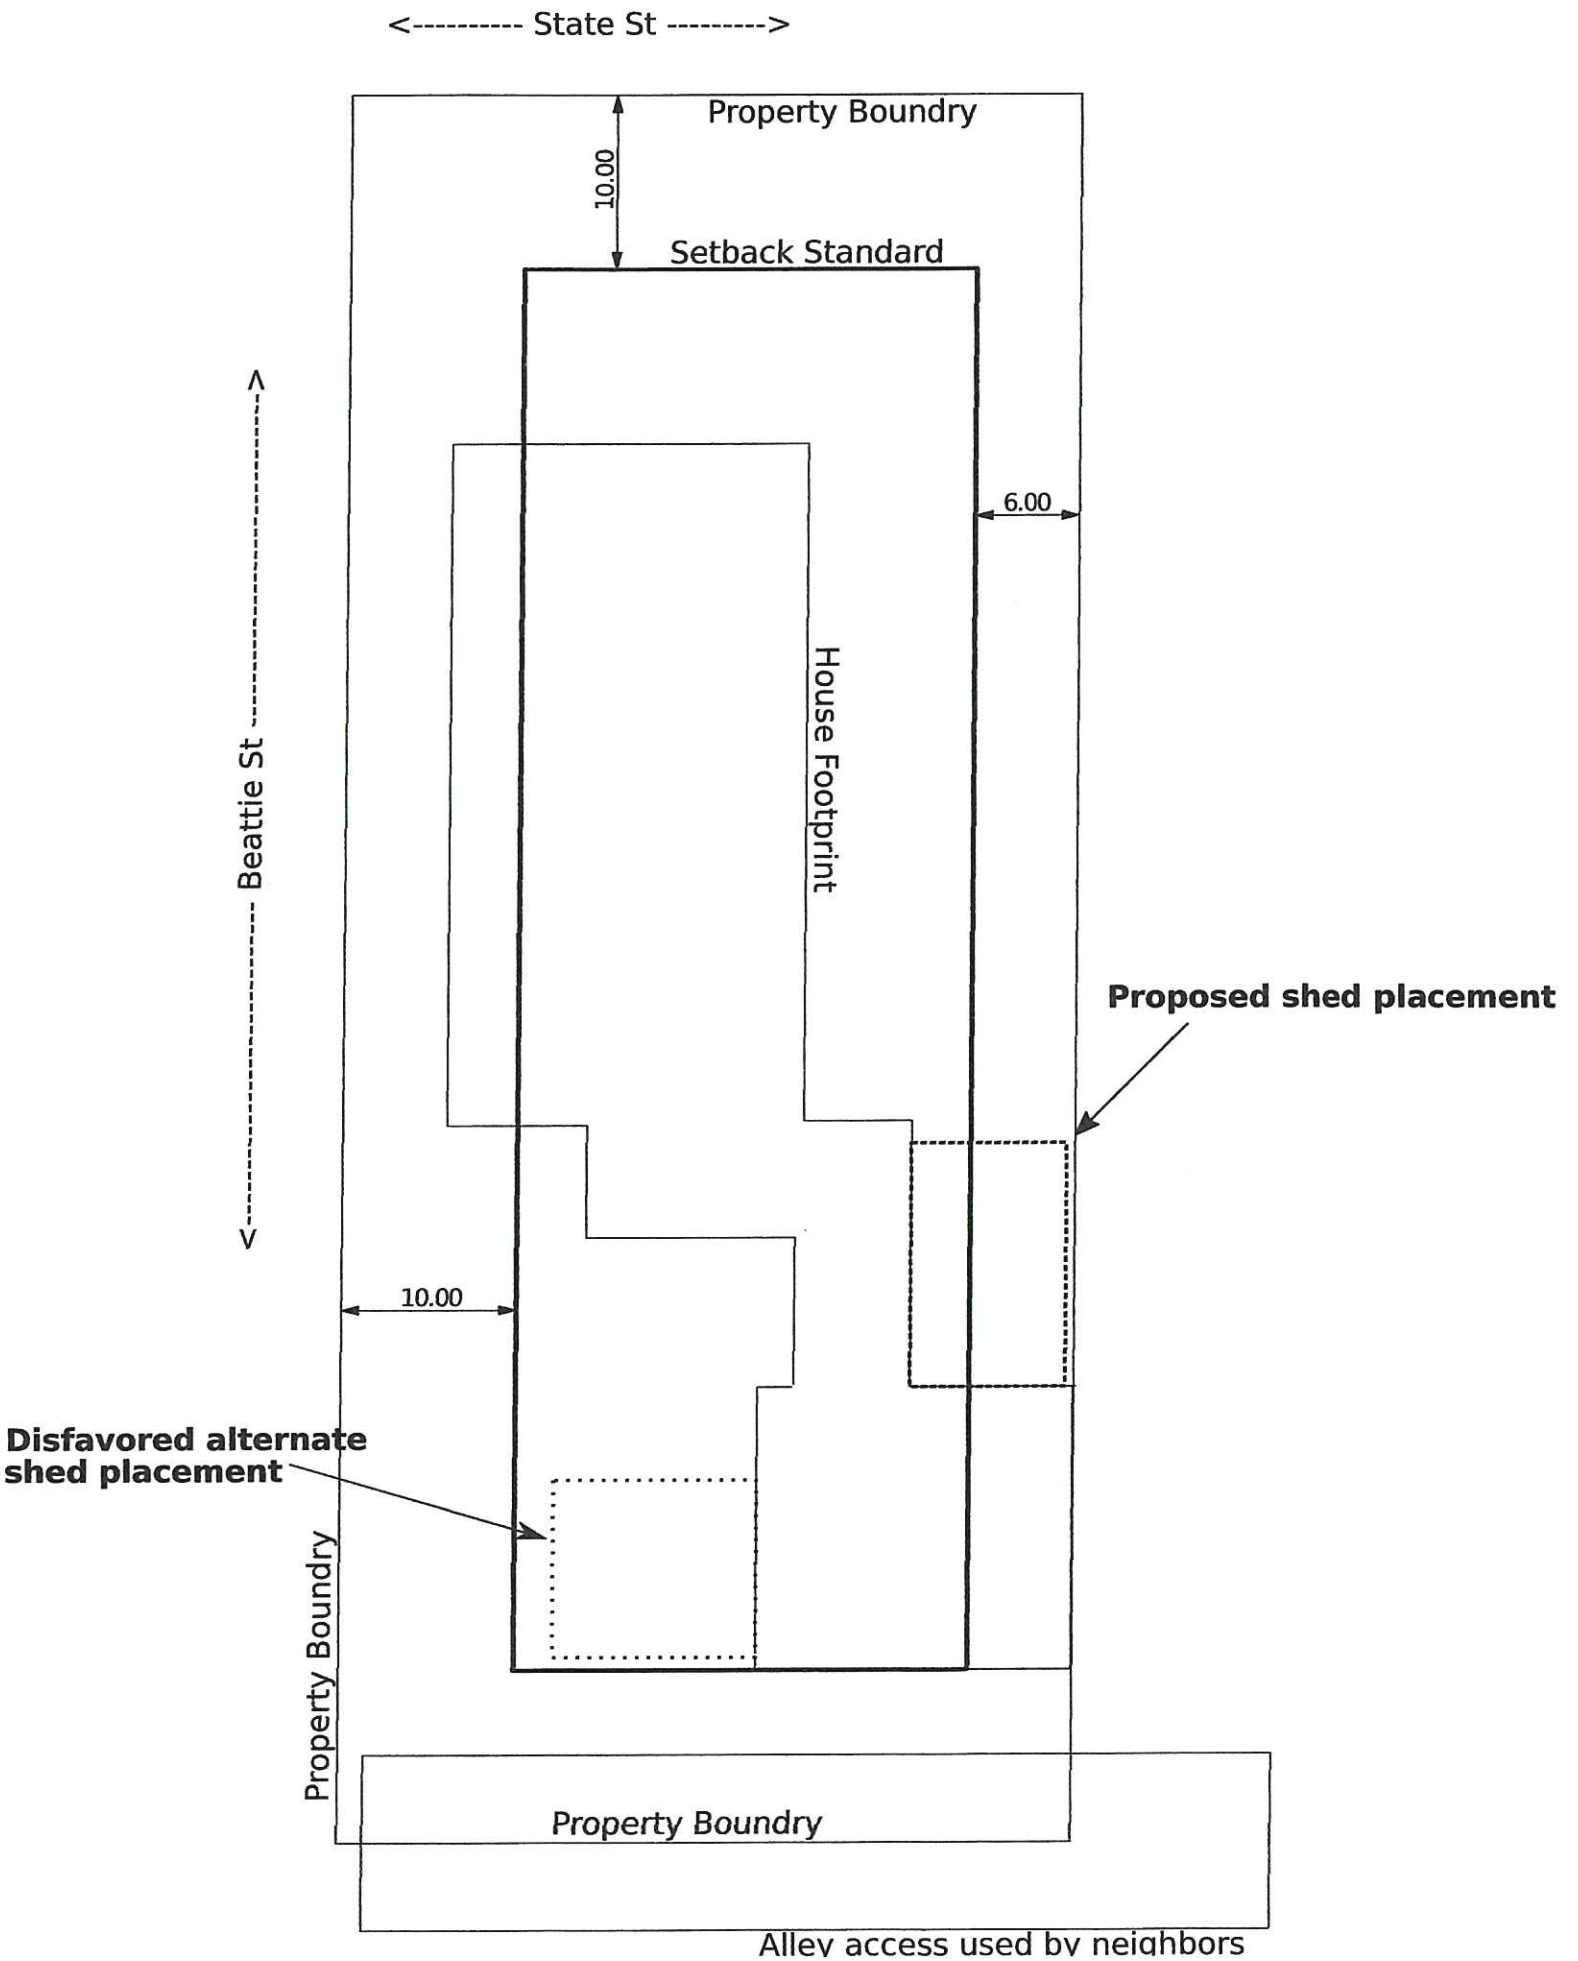 <---------- State St --------->
Property Boundry
10.00
Setback Standard
6.00
House Footprint
<---------- Beattie St ---------->
Proposed shed placement
10.00
Disfavored alternate
shed placement
Property Boundry
Property Boundry
Alley access used by neighbors